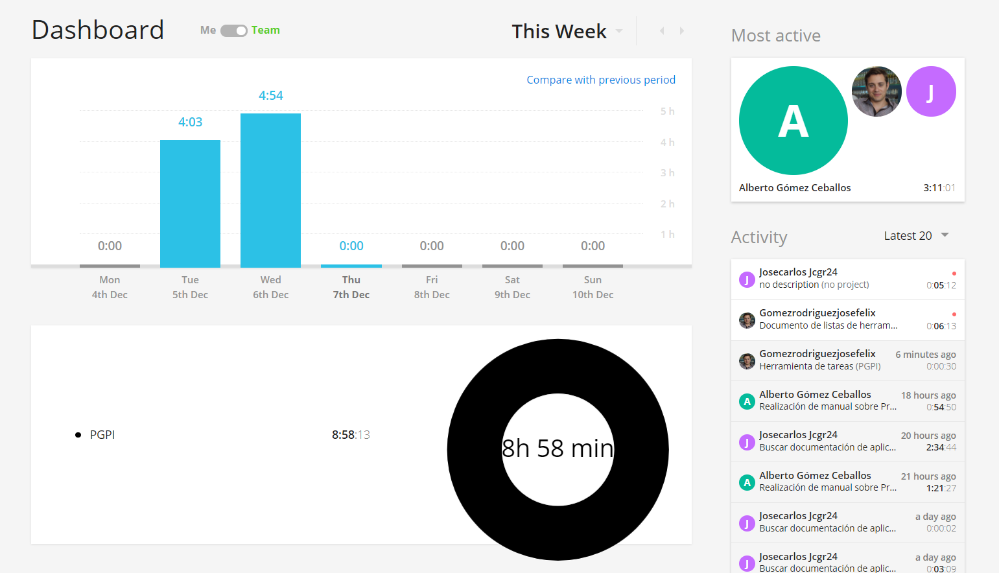 Dashboard
Me Team
This Week
Compare with previous period
5 h
4 h
3 h
2 h
1 h
0:00
4:03
4:54
0:00
0:00
0:00
0:00
Mon
4th Dec
Tue
5th Dec
Wed
6th Dec
Thu
7th Dec
Fri
8th Dec
Sat
9th Dec
Sun
10th Dec
PGPI 8:58:13
8h 58 min
Most active
A
J
Alberto Gómez Ceballos 3:11:01
Activity Latest 20
J
Josecarlos Jcgr24
no description (no project) 0:05:12
Gomezrodriguezjosefelix
Documento de listas de herram... 0:06:13
Gomezrodriguezjosefelix 6 minutes ago
Herramienta de tareas (PGPI) 0:00:30
A
Alberto Gómez Ceballos 18 hours ago
Realización de manual sobre Pr... 0:54:50
J
Josecarlos Jcgr24 20 hours ago
Buscar documentación de aplic... 2:34:44
A
Alberto Gómez Ceballos 21 hours ago
Realización de manual sobre Pr... 1:21:27
J
Josecarlos Jcgr24 a day ago
Buscar documentación de aplic... 0:00:02
J
Josecarlos Jcgr24 a day ago
Buscar documentación de aplic... 0:03:09